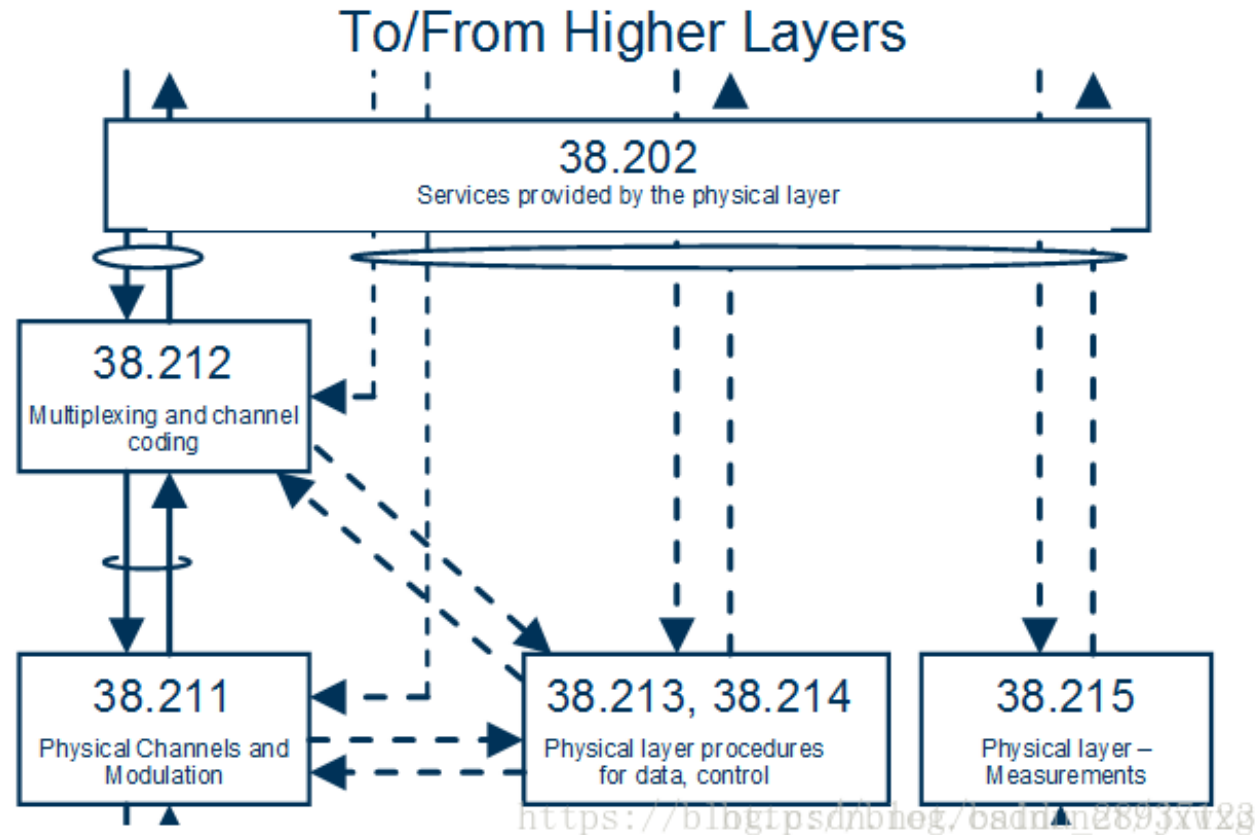 To/From Higher Layers
38.202
Services provided by the physical layer
38.212
Multiplexing and channel
coding
38.211
Physical Channels and
Modulation
38.213, 38.214
Physical layer procedures
for data, control
38.215
Physical layer –
Measurements